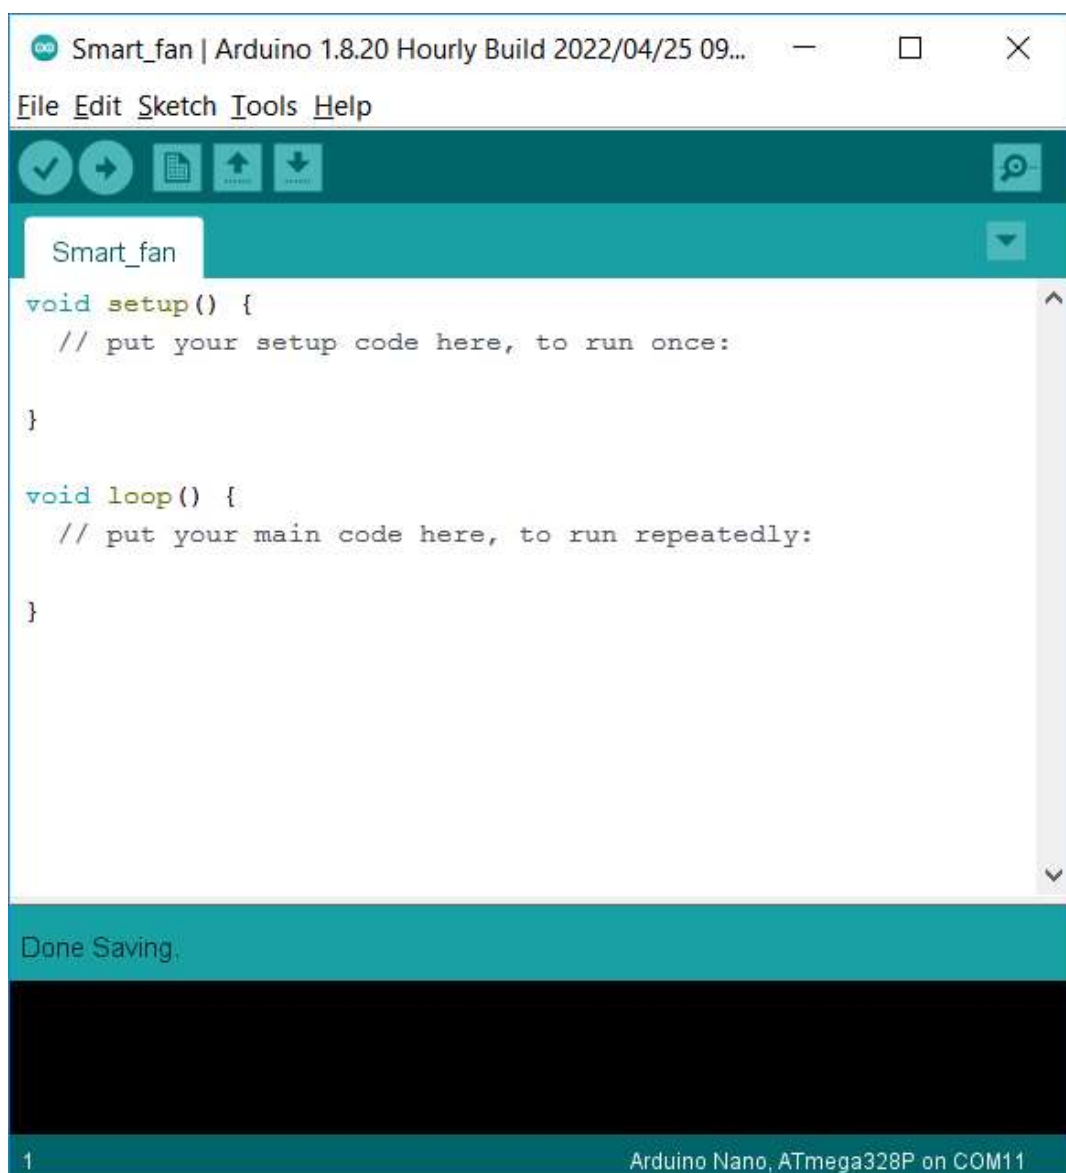 Smart_fan | Arduino 1.8.20 Hourly Build 2022/04/25 09...
File Edit Sketch Tools Help
Smart_fan
void setup() {
  // put your setup code here, to run once:
}
void loop() {
  // put your main code here, to run repeatedly:
}
Done Saving.
1 Arduino Nano, ATmega328P on COM11